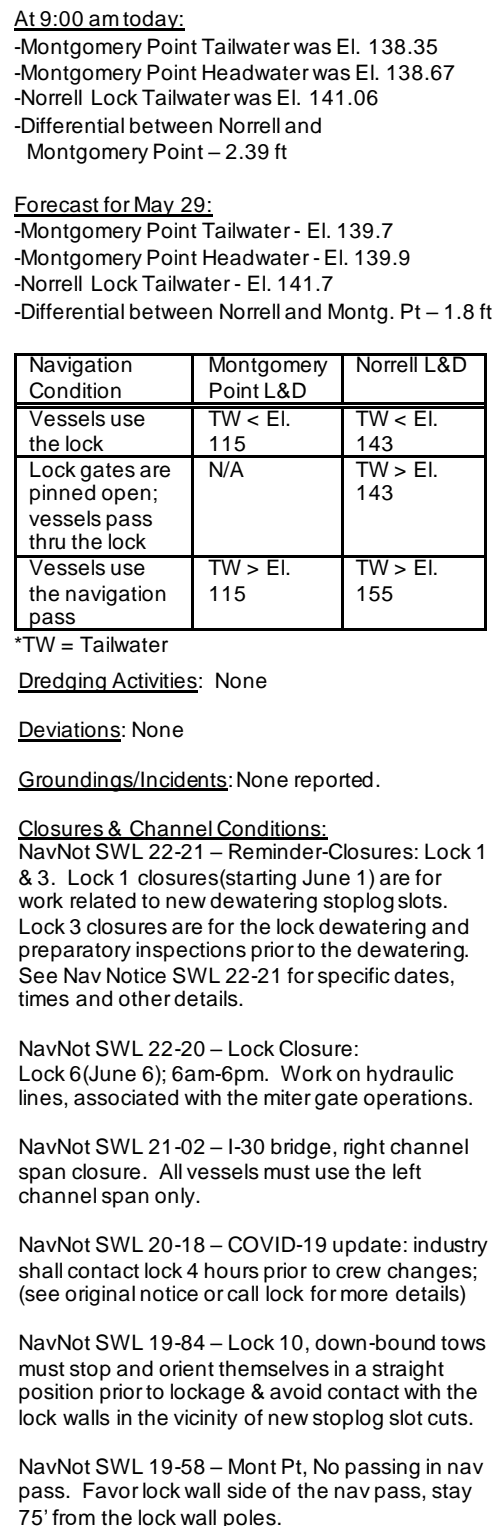 At 9:00 am today:
-Montgomery Point Tailwater was El. 138.35
-Montgomery Point Headwater was El. 138.67
-Norrell Lock Tailwater was El. 141.06
-Differential between Norrell and
Montgomery Point – 2.39 ft
Forecast for May 29:
-Montgomery Point Tailwater - El. 139.7
-Montgomery Point Headwater - El. 139.9
-Norrell Lock Tailwater - El. 141.7
-Differential between Norrell and Montg. Pt – 1.8 ft
Navigation Montgomery Norrell L&D
Condition Point L&D
Vessels use TW < El. TW < El.
the lock 115 143
Lock gates are N/A TW > El.
pinned open; 143
vessels pass
thru the lock
Vessels use TW > El. TW > El.
the navigation 115 155
pass
*TW = Tailwater
Dredging Activities: None
Deviations: None
Groundings/Incidents: None reported.
Closures & Channel Conditions:
NavNot SWL 22-21 – Reminder-Closures: Lock 1
& 3. Lock 1 closures(starting June 1) are for
work related to new dewatering stoplog slots.
Lock 3 closures are for the lock dewatering and
preparatory inspections prior to the dewatering.
See Nav Notice SWL 22-21 for specific dates,
times and other details.
NavNot SWL 22-20 – Lock Closure:
Lock 6(June 6); 6am-6pm. Work on hydraulic
lines, associated with the miter gate operations.
NavNot SWL 21-02 – I-30 bridge, right channel
span closure. All vessels must use the left
channel span only.
NavNot SWL 20-18 – COVID-19 update: industry
shall contact lock 4 hours prior to crew changes;
(see original notice or call lock for more details)
NavNot SWL 19-84 – Lock 10, down-bound tows
must stop and orient themselves in a straight
position prior to lockage & avoid contact with the
lock walls in the vicinity of new stoplog slot cuts.
NavNot SWL 19-58 – Mont Pt, No passing in nav
pass. Favor lock wall side of the nav pass, stay
75' from the lock wall poles.